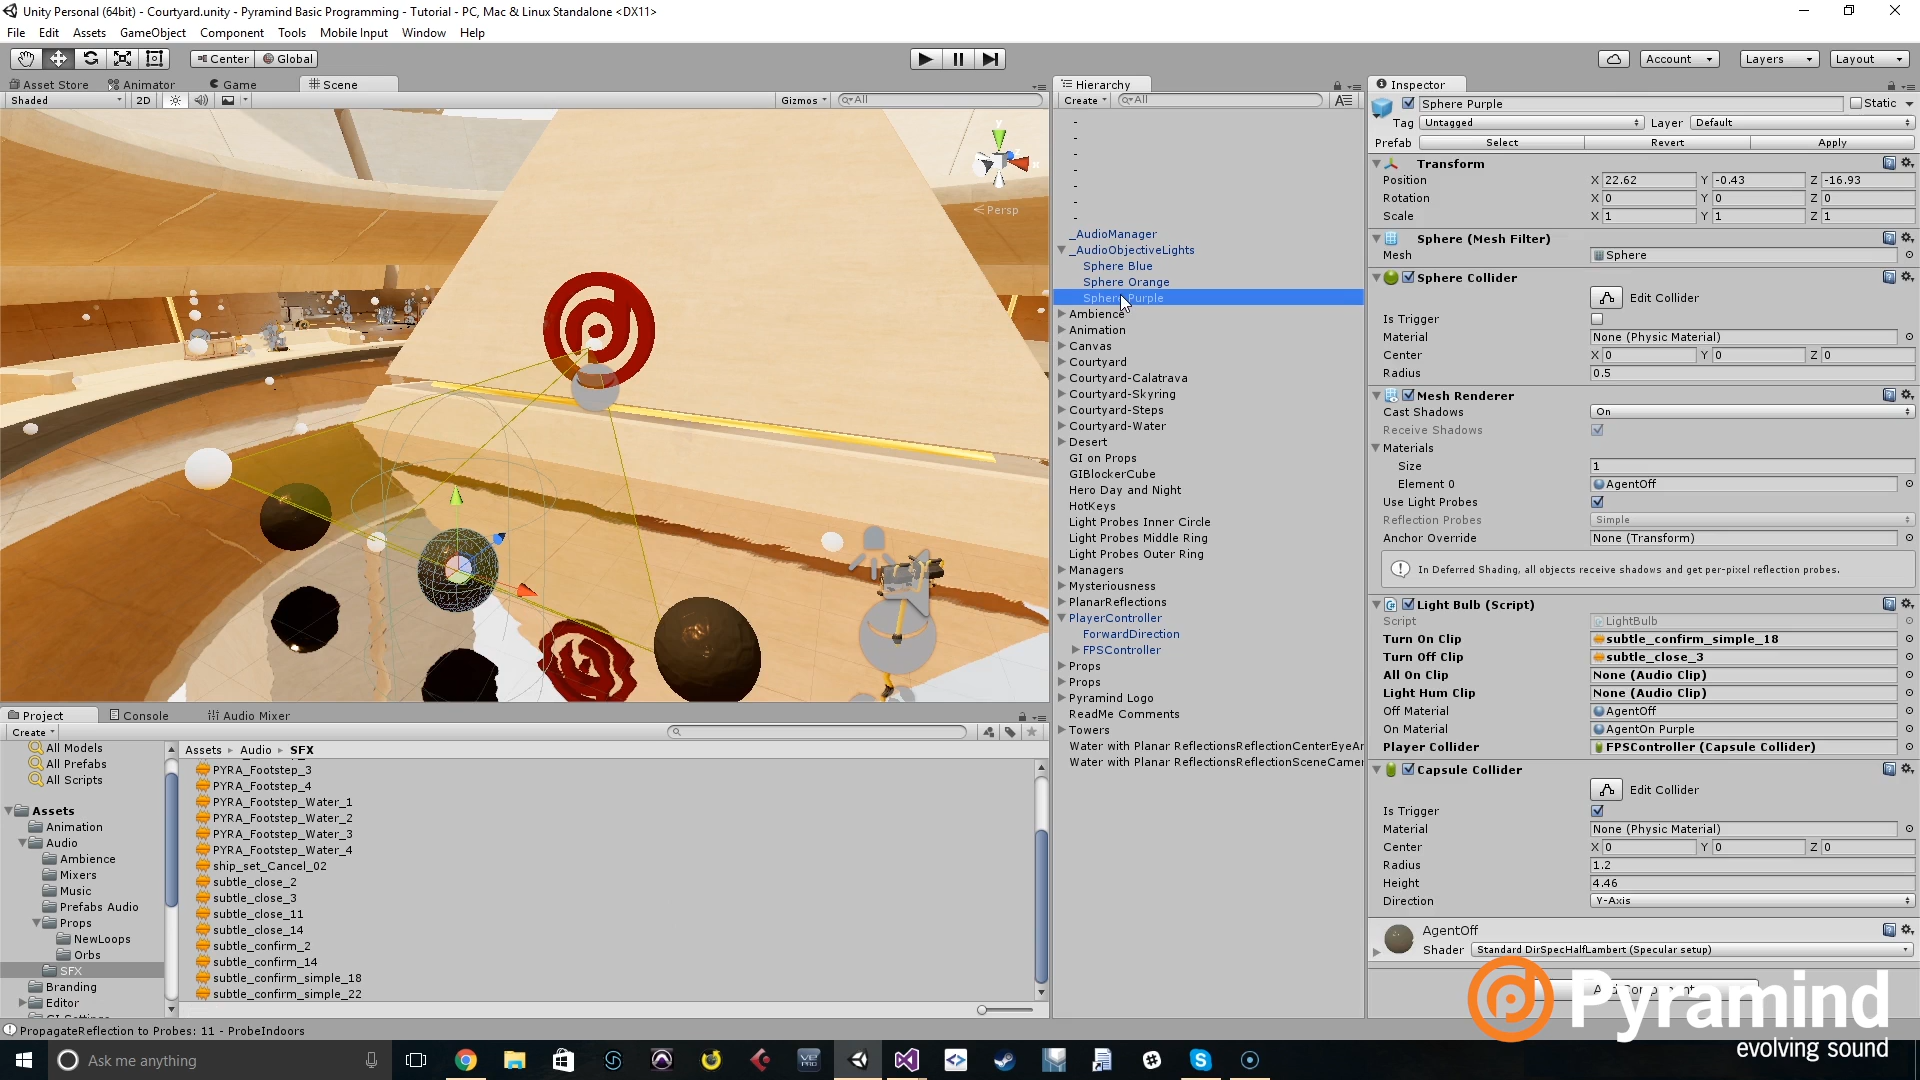 Unity Personal (64bit) - Courtyard.unity - Pyramind Basic Programming - Tutorial - PC, Mac & Linux Standalone <DX11>
File Edit Assets GameObject Component Tools Mobile Input Window Help
Center Global
Account Layers Layout
Asset Store Animator Game Scene
Shaded 2D Gizmos All
y
x
Persp
Hierarchy
Create All
-
-
-
-
-
-
-
_AudioManager
_AudioObjectiveLights
Sphere Blue
Sphere Orange
Sphere Purple
Ambience
Animation
Canvas
Courtyard
Courtyard-Calatrava
Courtyard-Skyring
Courtyard-Steps
Courtyard-Water
Desert
GI on Props
GIBlockerCube
Hero Day and Night
HotKeys
Light Probes Inner Circle
Light Probes Middle Ring
Light Probes Outer Ring
Managers
Mysteriousness
PlanarReflections
PlayerController
ForwardDirection
FPSController
Props
Props
Pyramind Logo
ReadMe Comments
Towers
Water with Planar ReflectionsReflectionCenterEyeAn
Water with Planar ReflectionsReflectionSceneCamer
Inspector
Sphere Purple Static
Tag Untagged Layer Default
Prefab Select Revert Apply
Transform
Position X 22.62 Y -0.43 Z -16.93
Rotation X 0 Y 0 Z 0
Scale X 1 Y 1 Z 1
Sphere (Mesh Filter)
Mesh Sphere
Sphere Collider
Edit Collider
Is Trigger
Material None (Physic Material)
Center X 0 Y 0 Z 0
Radius 0.5
Mesh Renderer
Cast Shadows On
Receive Shadows
Materials
Size 1
Element 0 AgentOff
Use Light Probes
Reflection Probes Simple
Anchor Override None (Transform)
In Deferred Shading, all objects receive shadows and get per-pixel reflection probes.
Light Bulb (Script)
Script LightBulb
Turn On Clip subtle_confirm_simple_18
Turn Off Clip subtle_close_3
All On Clip None (Audio Clip)
Light Hum Clip None (Audio Clip)
Off Material AgentOff
On Material AgentOn Purple
Player Collider FPSController (Capsule Collider)
Capsule Collider
Edit Collider
Is Trigger
Material None (Physic Material)
Center X 0 Y 0 Z 0
Radius 1.2
Height 4.46
Direction Y-Axis
AgentOff
Shader Standard DirSpecHalfLambert (Specular setup)
Pyramind
evolving sound
Project Console Audio Mixer
Create
All Models
All Prefabs
All Scripts
Assets
Animation
Audio
Ambience
Mixers
Music
Prefabs Audio
Props
NewLoops
Orbs
SFX
Branding
Editor
Assets Audio SFX
PYRA_Footstep_3
PYRA_Footstep_4
PYRA_Footstep_Water_1
PYRA_Footstep_Water_2
PYRA_Footstep_Water_3
PYRA_Footstep_Water_4
ship_set_Cancel_02
subtle_close_2
subtle_close_3
subtle_close_11
subtle_close_14
subtle_confirm_2
subtle_confirm_14
subtle_confirm_simple_18
subtle_confirm_simple_22
PropagateReflection to Probes: 11 - ProbeIndoors
Ask me anything